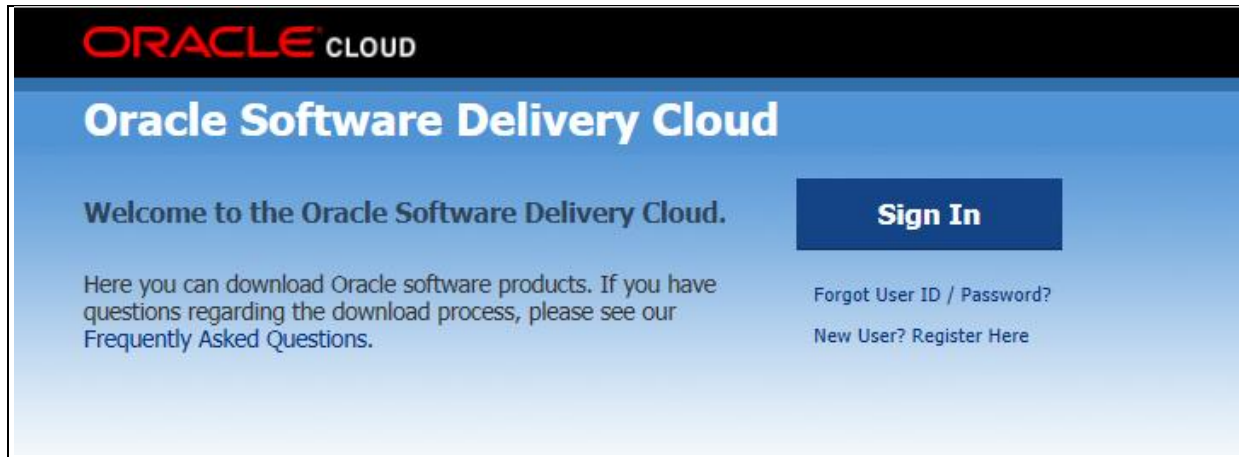 ORACLE CLOUD
Oracle Software Delivery Cloud
Welcome to the Oracle Software Delivery Cloud.
Sign In
Here you can download Oracle software products. If you have
questions regarding the download process, please see our
Frequently Asked Questions.
Forgot User ID / Password?
New User? Register Here